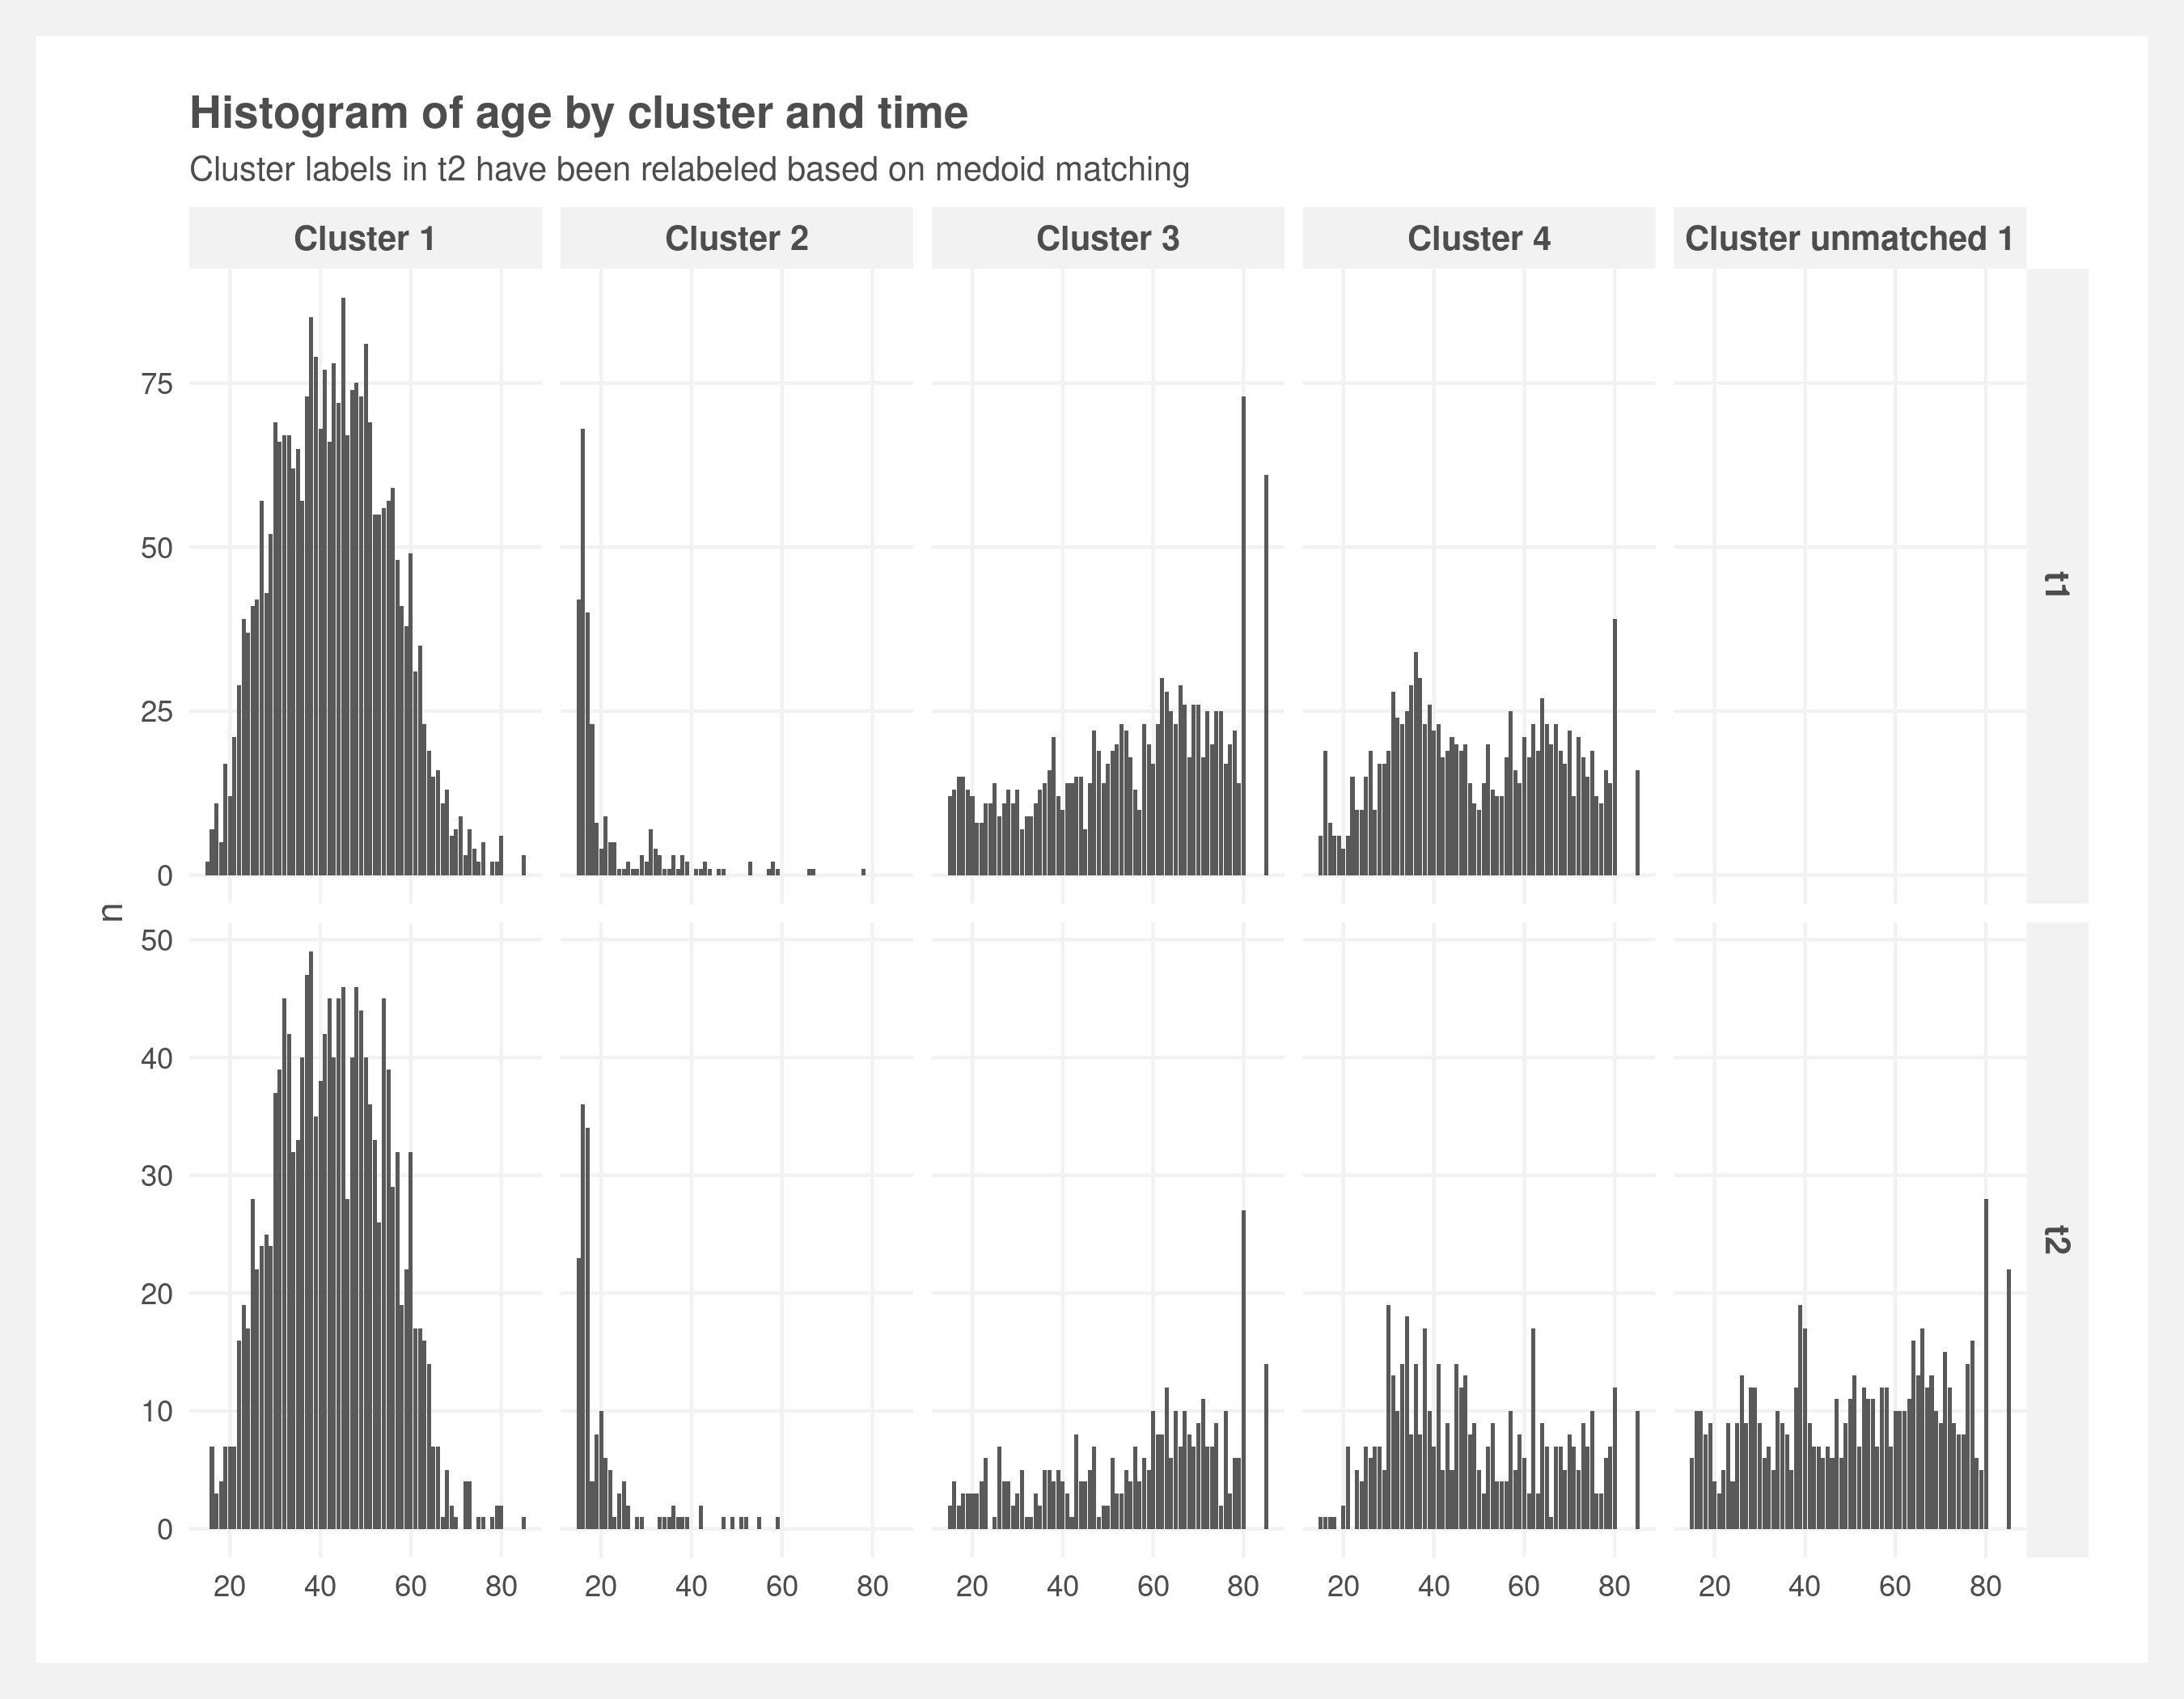 Histogram of age by cluster and time
Cluster labels in t2 have been relabeled based on medoid matching
Cluster 1
Cluster 2
Cluster 3
Cluster 4
Cluster unmatched 1
75
50
25
0
t1
n
50
40
30
20
10
0
t2
20 40 60 80
20 40 60 80
20 40 60 80
20 40 60 80
20 40 60 80